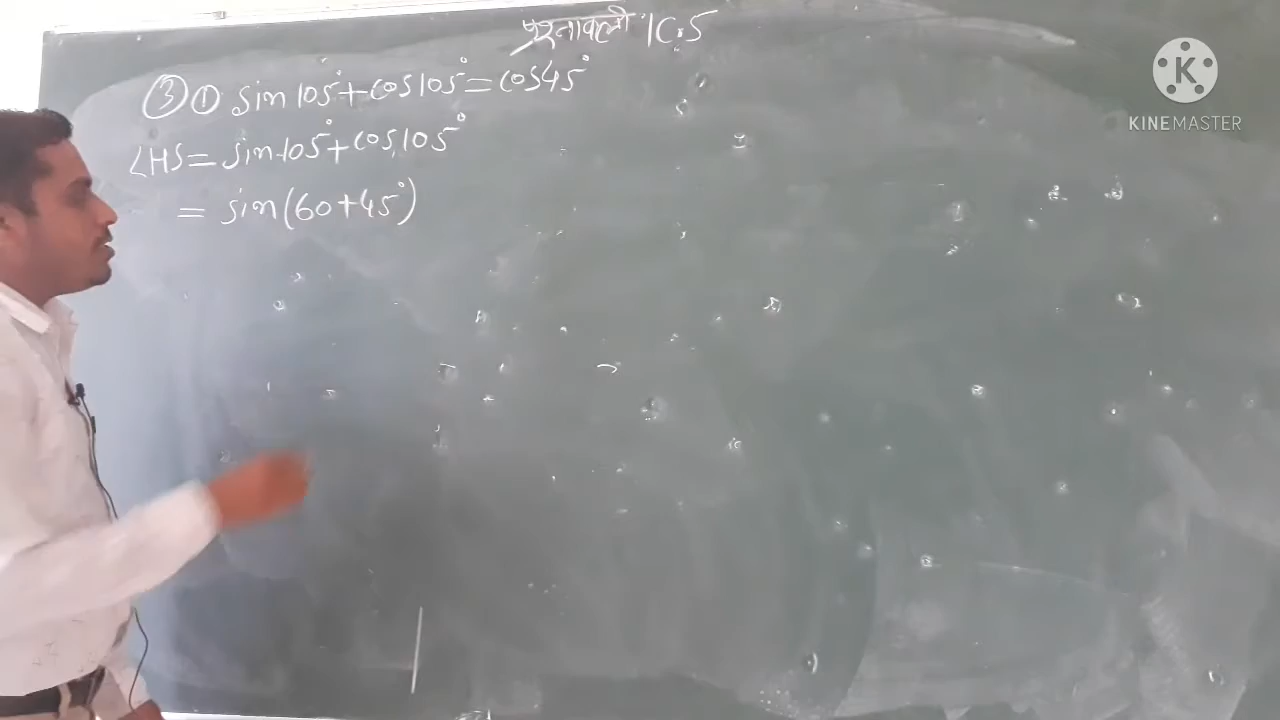 प्रश्नावली 1C.5
③ ① sin 105° + cos 105° = cos 45°
LHS = sin 105° + cos 105°
= sin (60 + 45°)
K
KINEMASTER